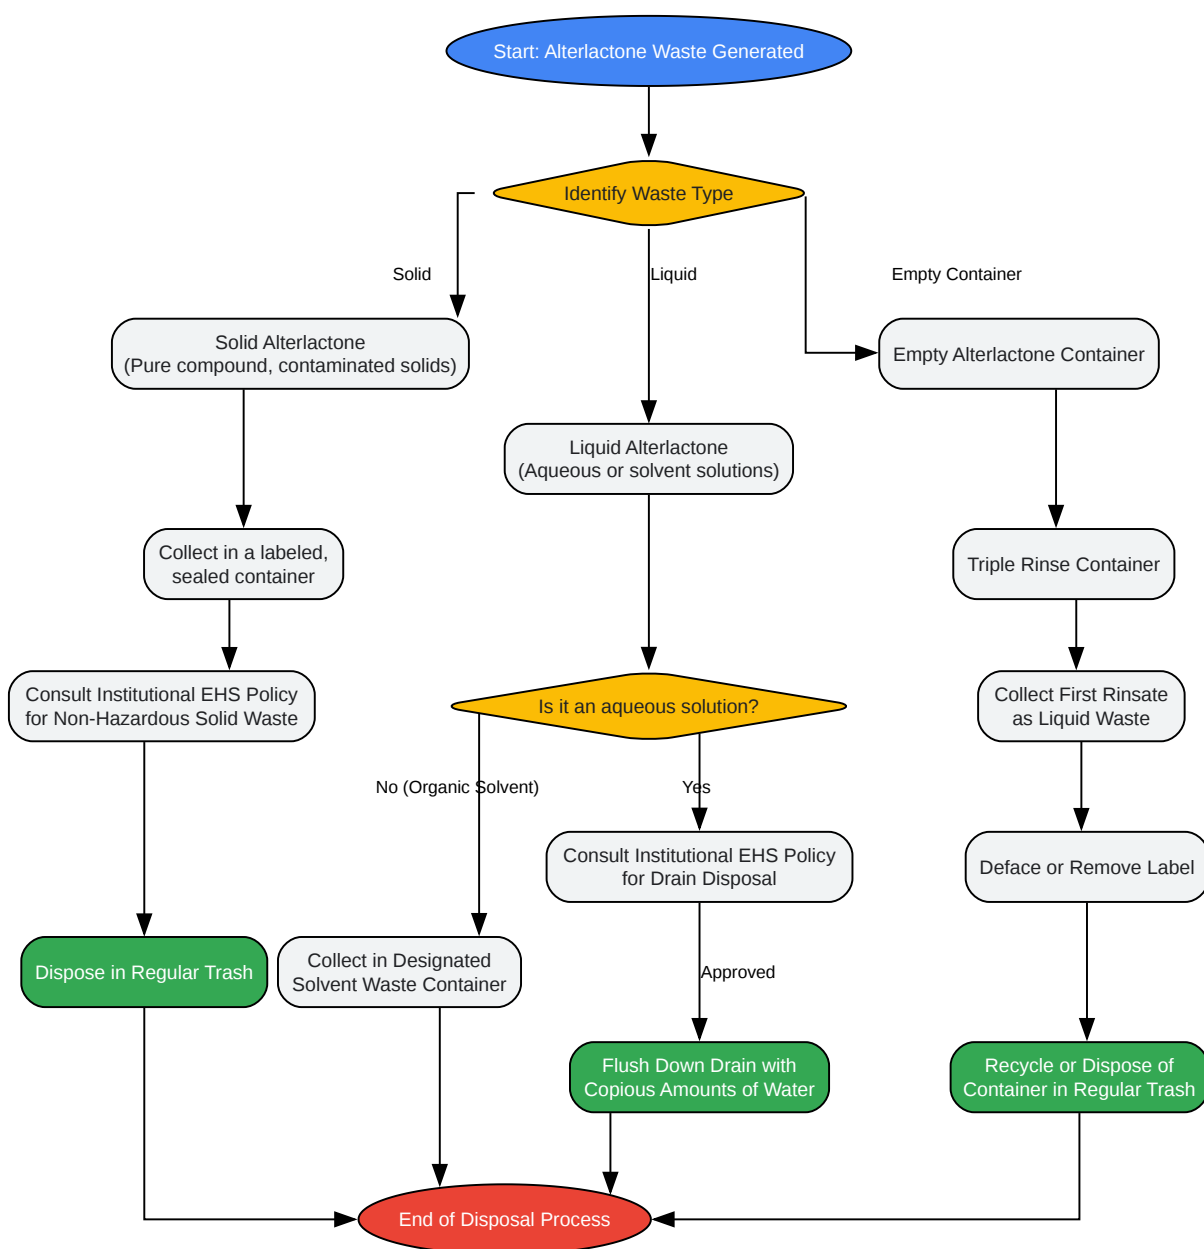 Start: Alterlactone Waste Generated
Identify Waste Type
Solid
Liquid
Empty Container
Solid Alterlactone
(Pure compound, contaminated solids)
Empty Alterlactone Container
Liquid Alterlactone
(Aqueous or solvent solutions)
Collect in a labeled,
sealed container
Triple Rinse Container
Consult Institutional EHS Policy
for Non-Hazardous Solid Waste
Is it an aqueous solution?
Collect First Rinsate
as Liquid Waste
No (Organic Solvent)
Yes
Consult Institutional EHS Policy
for Drain Disposal
Deface or Remove Label
Dispose in Regular Trash
Collect in Designated
Solvent Waste Container
Approved
Flush Down Drain with
Copious Amounts of Water
Recycle or Dispose of
Container in Regular Trash
End of Disposal Process